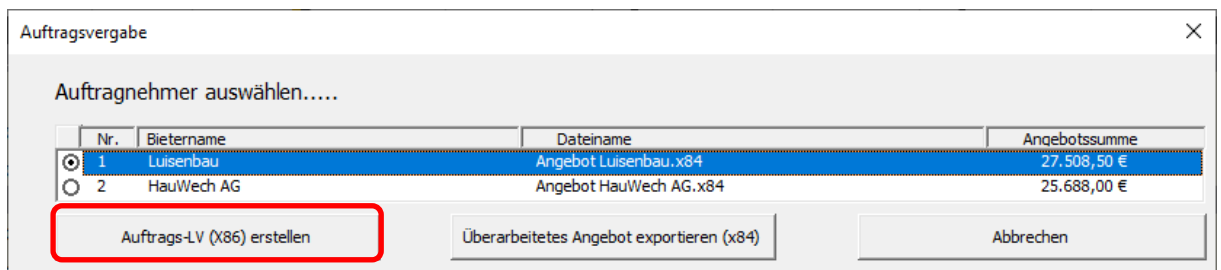 Auftragsvergabe
Auftragnehmer auswählen.....
Nr. Bietername Dateiname Angebotssumme
1 Luisenbau Angebot Luisenbau.x84 27.508,50 €
2 HauWech AG Angebot HauWech AG.x84 25.688,00 €
Auftrags-LV (X86) erstellen Überarbeitetes Angebot exportieren (x84) Abbrechen